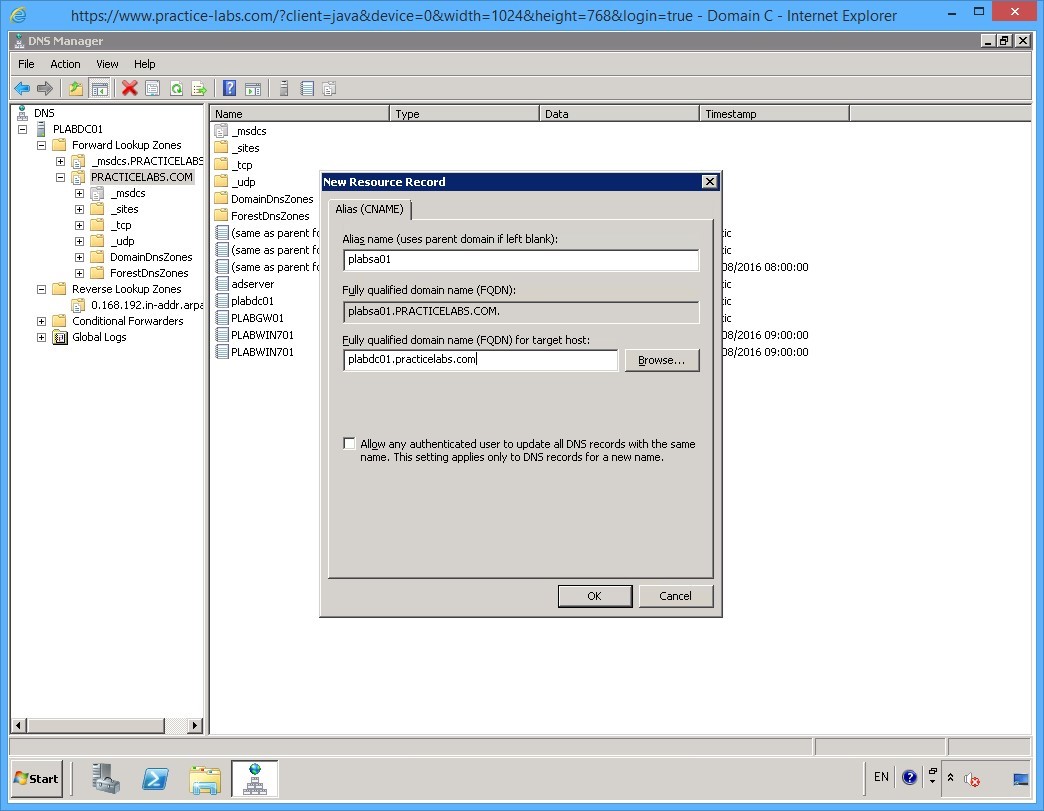 https://www.practice-labs.com/?client=java&device=0&width=1024&height=768&login=true - Domain C - Internet Explorer
DNS Manager
File Action View Help
DNS
PLABDC01
Forward Lookup Zones
_msdcs.PRACTICELABS
PRACTICELABS.COM
_msdcs
_sites
_tcp
_udp
DomainDnsZones
ForestDnsZones
Reverse Lookup Zones
0.168.192.in-addr.arpa
Conditional Forwarders
Global Logs
Name Type Data Timestamp
_msdcs
_sites
_tcp
_udp
DomainDnsZones
ForestDnsZones
(same as parent fo
(same as parent fo
(same as parent fo 08/2016 08:00:00
adserver
plabdc01
PLABGW01
PLABWIN701 08/2016 09:00:00
PLABWIN701 08/2016 09:00:00
New Resource Record
Alias (CNAME)
Alias name (uses parent domain if left blank):
plabsa01
Fully qualified domain name (FQDN):
plabsa01.PRACTICELABS.COM.
Fully qualified domain name (FQDN) for target host:
plabdc01.practicelabs.com
Browse...
Allow any authenticated user to update all DNS records with the same
name. This setting applies only to DNS records for a new name.
OK Cancel
Start
EN